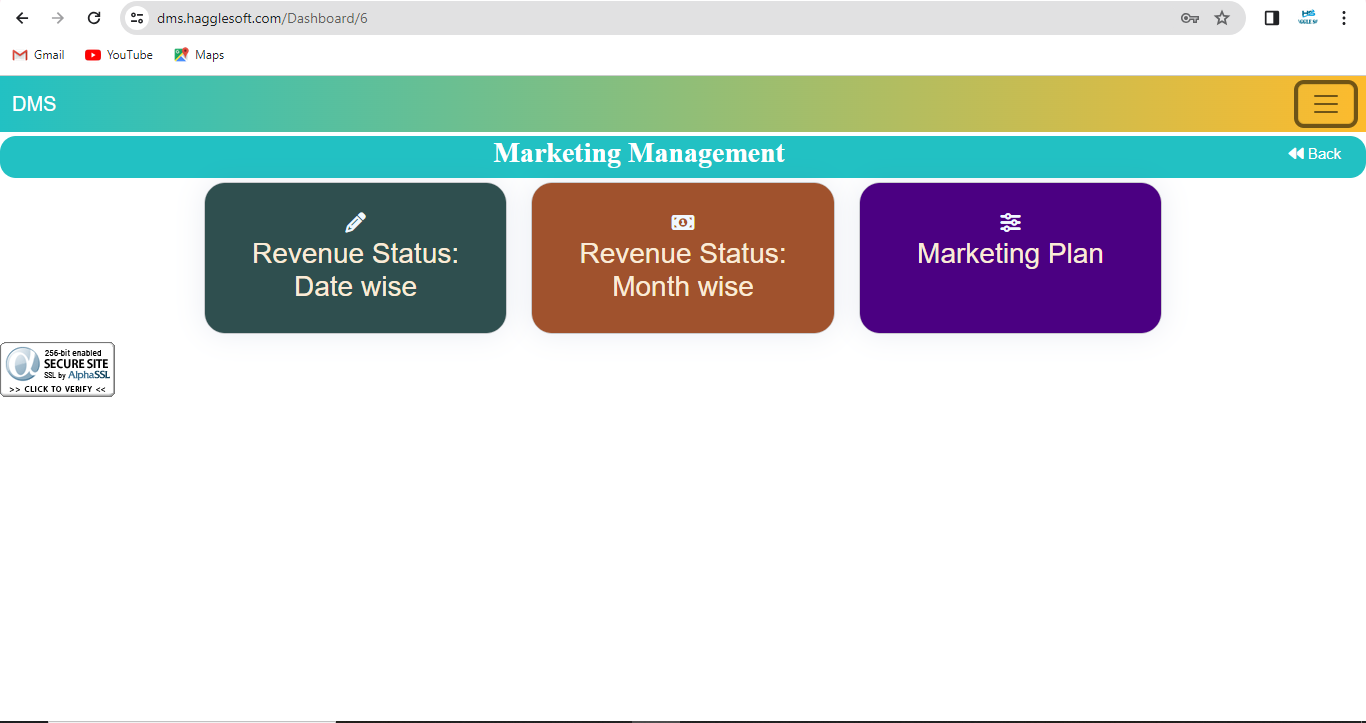 dms.hagglesoft.com/Dashboard/6
Gmail YouTube Maps
DMS
Marketing Management
Back
Revenue Status:
Date wise
Revenue Status:
Month wise
Marketing Plan
256-bit enabled
SECURE SITE
SSL by AlphaSSL
>> CLICK TO VERIFY <<